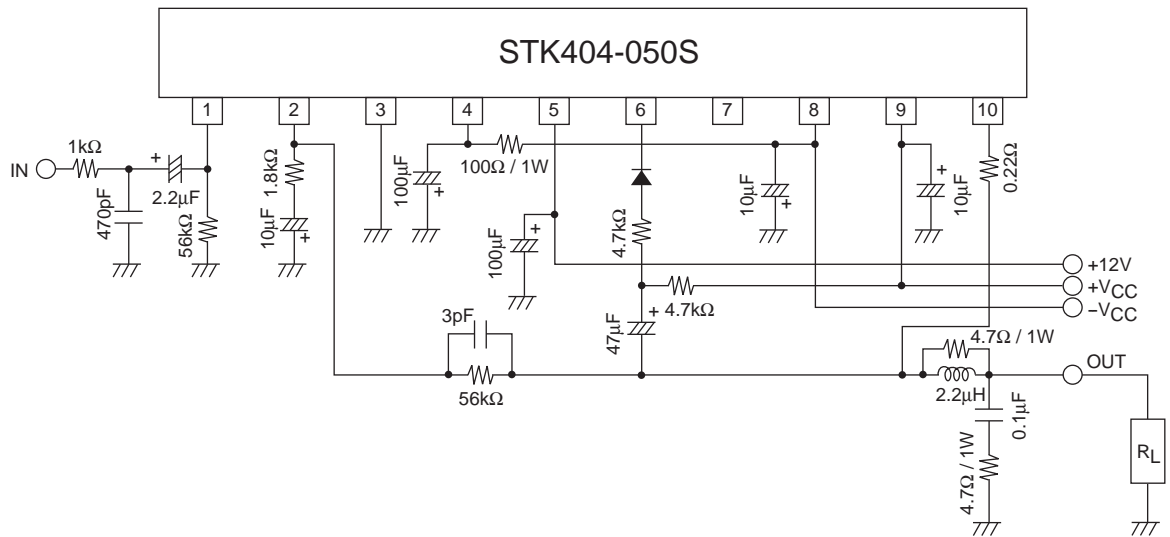 STK404-050S
1 2 3 4 5 6 7 8 9 10
IN
1kΩ
470pF
+
2.2µF
56kΩ
1.8kΩ
10µF
+
100µF
+
100Ω / 1W
100µF
+
4.7kΩ
10µF
+
+
10µF
0.22Ω
+12V
+VCC
−VCC
4.7kΩ
47µF
+
3pF
56kΩ
4.7Ω / 1W
2.2µH
OUT
0.1µF
4.7Ω / 1W
RL